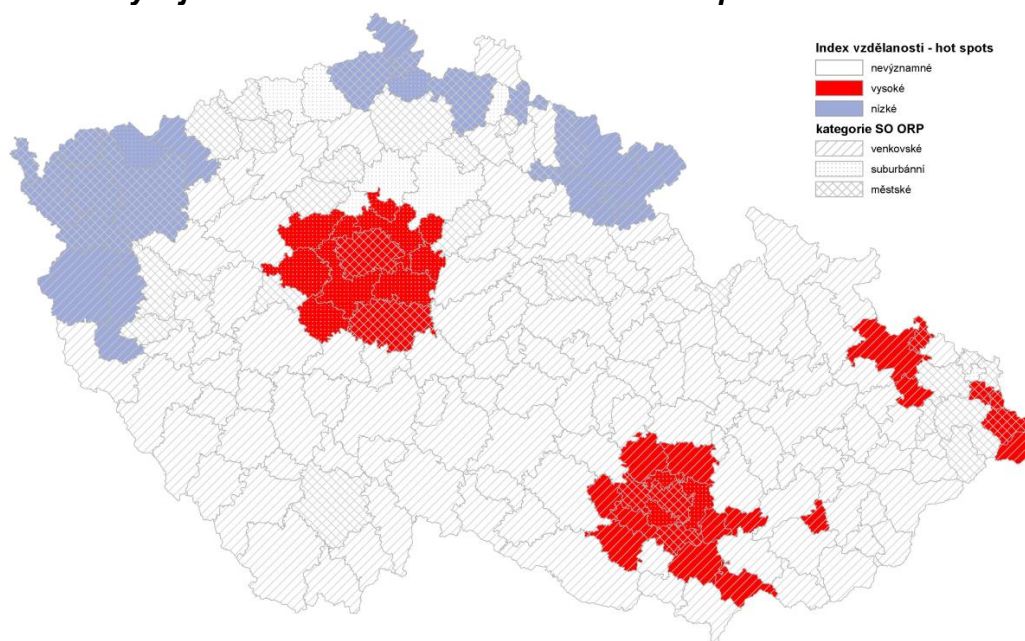 Index vzdělanosti - hot spots
nevýznamné
vysoké
nízké
kategorie SO ORP
venkovské
suburbánní
městské